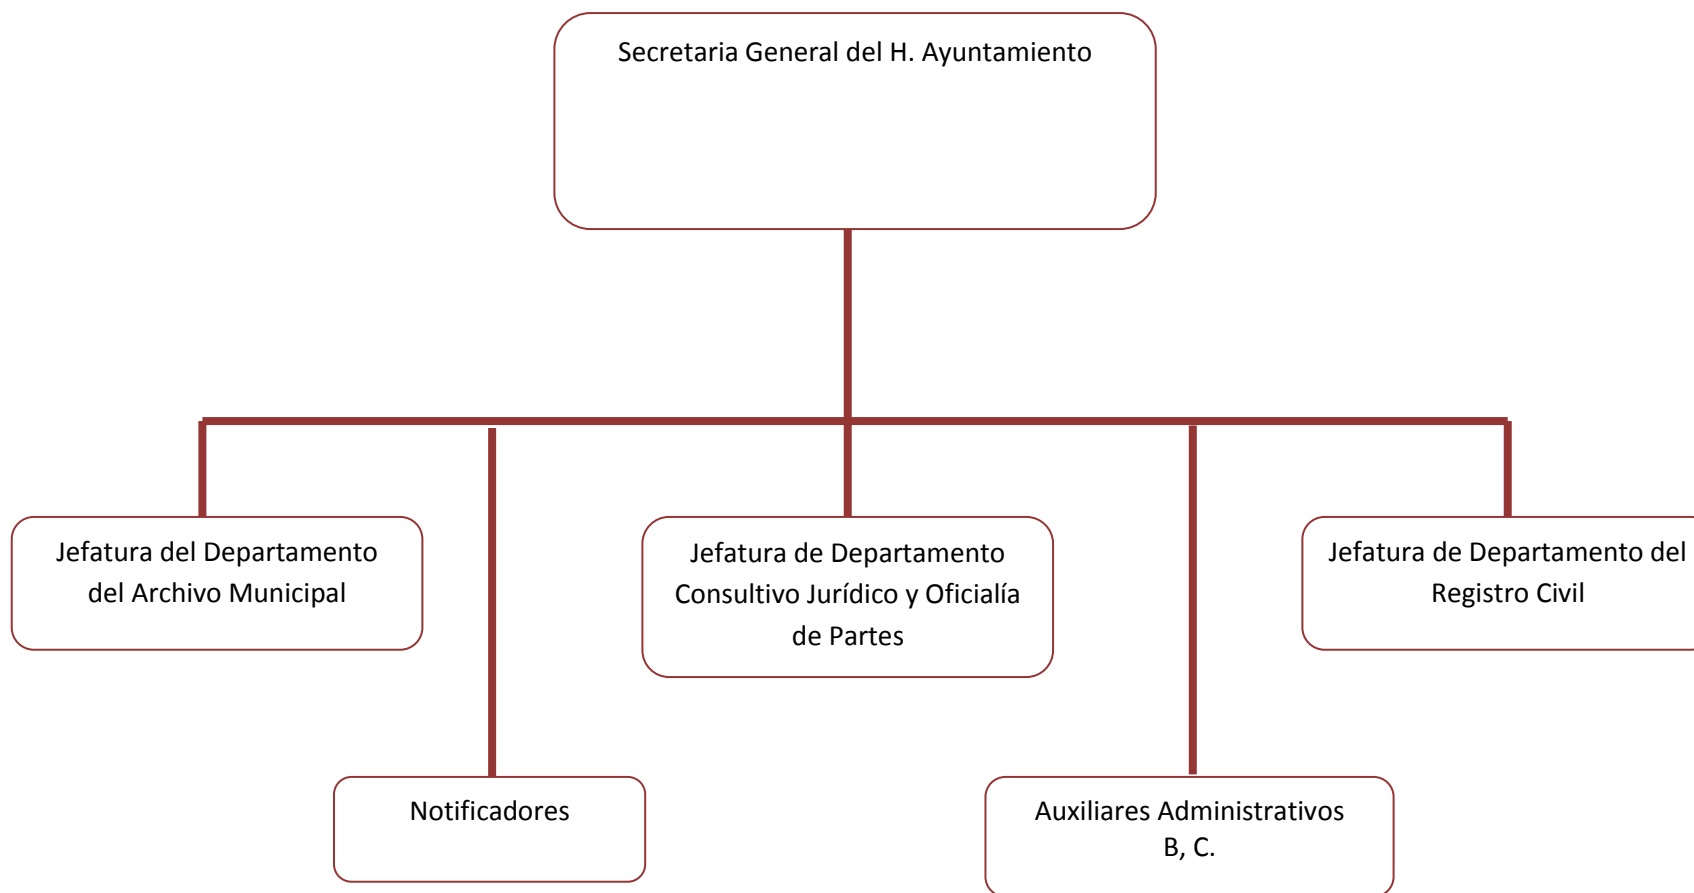 Secretaria General del H. Ayuntamiento
Jefatura del Departamento
del Archivo Municipal
Jefatura de Departamento
Consultivo Jurídico y Oficialía
de Partes
Jefatura de Departamento del
Registro Civil
Notificadores
Auxiliares Administrativos
B, C.